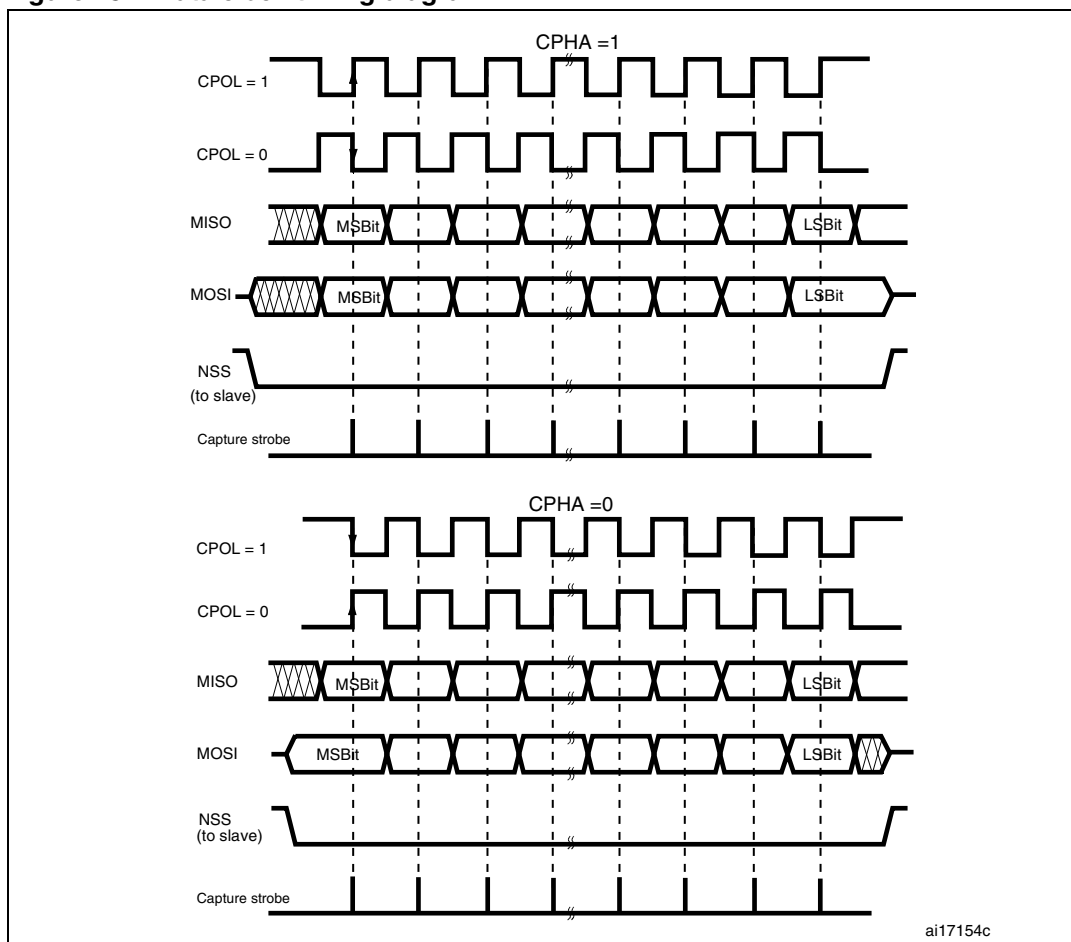 CPHA =1
CPOL = 1
CPOL = 0
MISO
MSBit
LSBit
MOSI
MSBit
LSBit
NSS
(to slave)
Capture strobe
CPHA =0
CPOL = 1
CPOL = 0
MISO
MSBit
LSBit
MOSI
MSBit
LSBit
NSS
(to slave)
Capture strobe
ai17154c